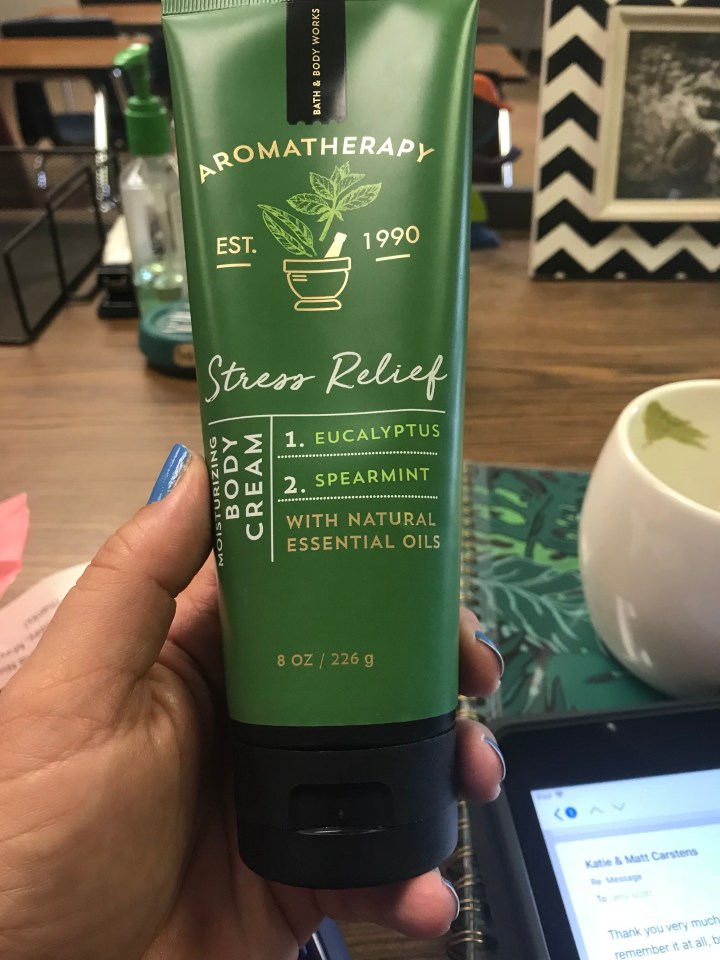 BATH & BODY WORKS
AROMATHERAPY
EST. 1990
Stress Relief
MOISTURIZING
BODY
CREAM
1. EUCALYPTUS
2. SPEARMINT
WITH NATURAL
ESSENTIAL OILS
8 OZ / 226 g
Katie & Matt Carstens
Re: Message
To:
Thank you very much
remember it at all, b